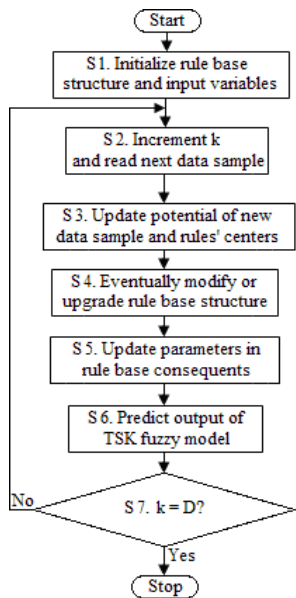 Start
S1. Initialize rule base
structure and input variables
S2. Increment k
and read next data sample
S3. Update potential of new
data sample and rules' centers
S4. Eventually modify or
upgrade rule base structure
S5. Update parameters in
rule base consequents
S6. Predict output of
TSK fuzzy model
No
S7. k = D?
Yes
Stop